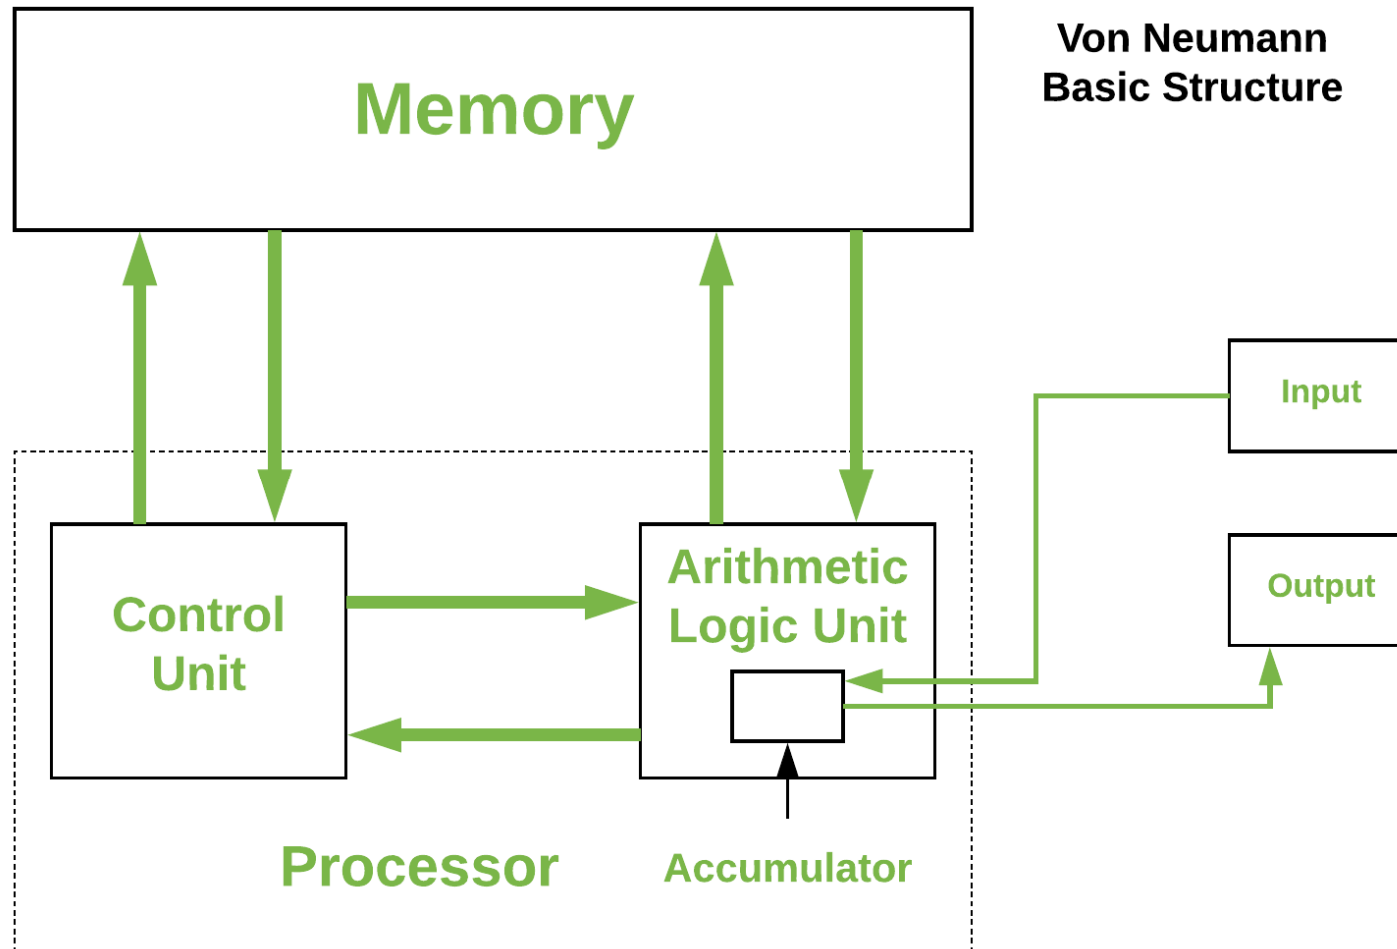 Von Neumann
Basic Structure
Memory
Input
Output
Control
Unit
Arithmetic
Logic Unit
Processor
Accumulator